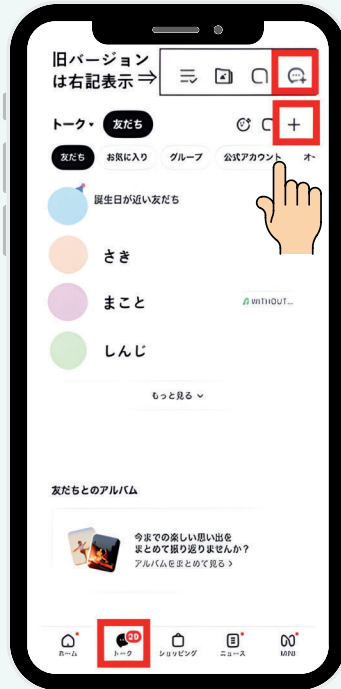 旧バージョン
は右記表示⇒
トーク▾ 友だち
友だち お気に入り グループ 公式アカウント オー
誕生日が近い友だち
さき
まこと
WITHOUT...
しんじ
もっと見る
友だちとのアルバム
今までの楽しい思い出を
まとめて振り返りませんか?
アルバムをまとめて見る >
20
ホーム トーク ショッピング ニュース MINI